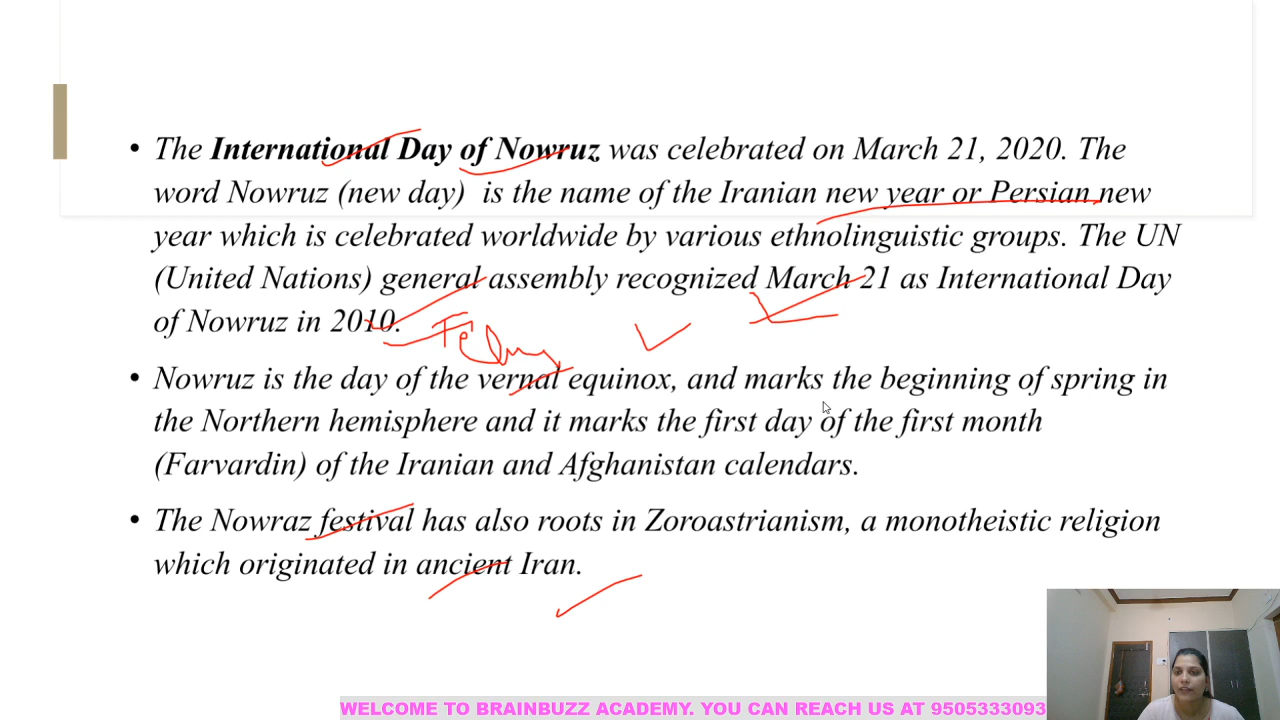 • The International Day of Nowruz was celebrated on March 21, 2020. The
word Nowruz (new day) is the name of the Iranian new year or Persian new
year which is celebrated worldwide by various ethnolinguistic groups. The UN
(United Nations) general assembly recognized March 21 as International Day
of Nowruz in 2010.
• Nowruz is the day of the vernal equinox, and marks the beginning of spring in
the Northern hemisphere and it marks the first day of the first month
(Farvardin) of the Iranian and Afghanistan calendars.
• The Nowraz festival has also roots in Zoroastrianism, a monotheistic religion
which originated in ancient Iran.
WELCOME TO BRAINBUZZ ACADEMY. YOU CAN REACH US AT 9505333093